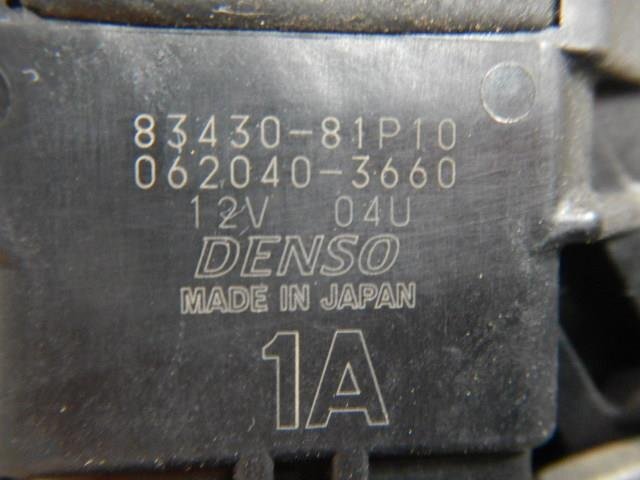 83430-81P10
062040-3660
12V 04U
DENSO
MADE IN JAPAN
1A